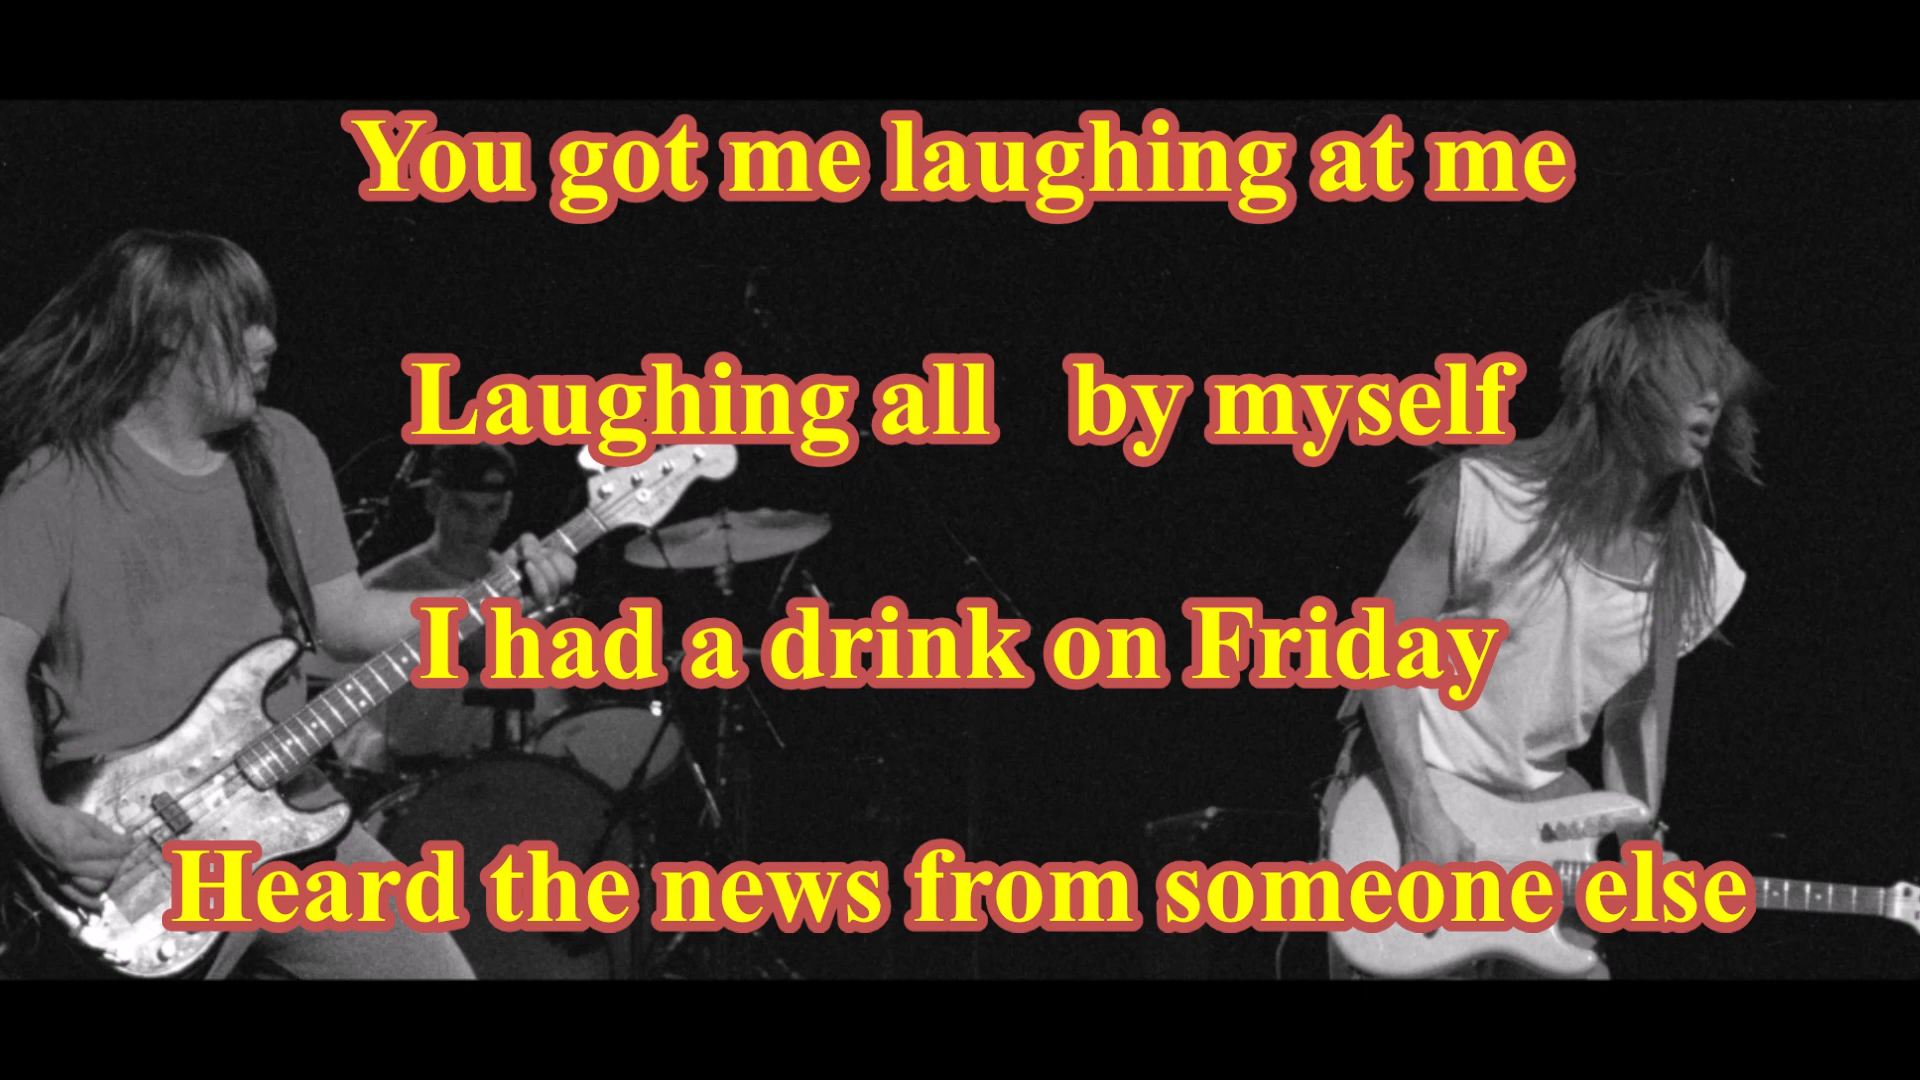 You got me laughing at me
Laughing all   by myself
I had a drink on Friday
Heard the news from someone else